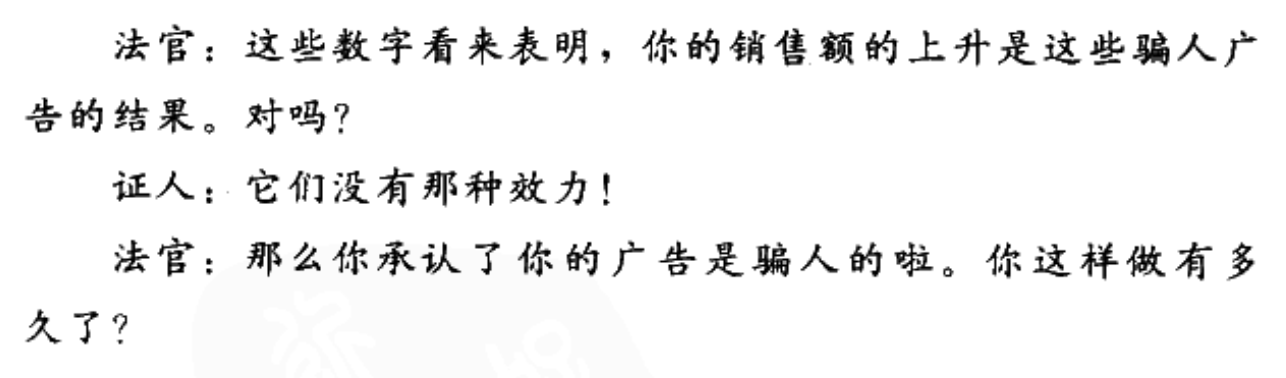 法官：这些数字看来表明，你的销售额的上升是这些骗人广
告的结果。对吗？
证人：它们没有那种效力！
法官：那么你承认了你的广告是骗人的啦。你这样做有多
久了？